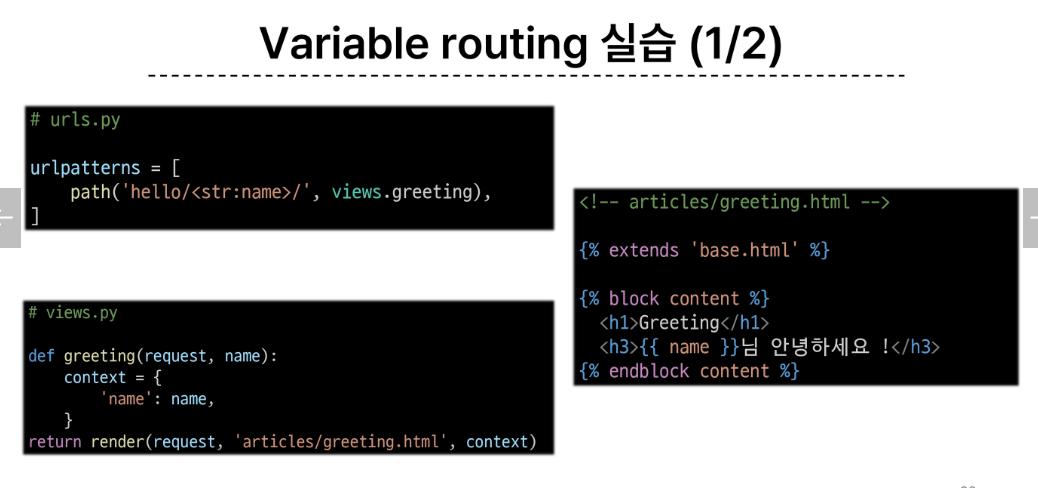 Variable routing 실습 (1/2)
# urls.py
urlpatterns = [
    path('hello/<str:name>/', views.greeting),
]
# views.py
def greeting(request, name):
    context = {
        'name': name,
    }
return render(request, 'articles/greeting.html', context)
<!-- articles/greeting.html -->
{% extends 'base.html' %}
{% block content %}
  <h1>Greeting</h1>
  <h3>{{ name }}님 안녕하세요 !</h3>
{% endblock content %}